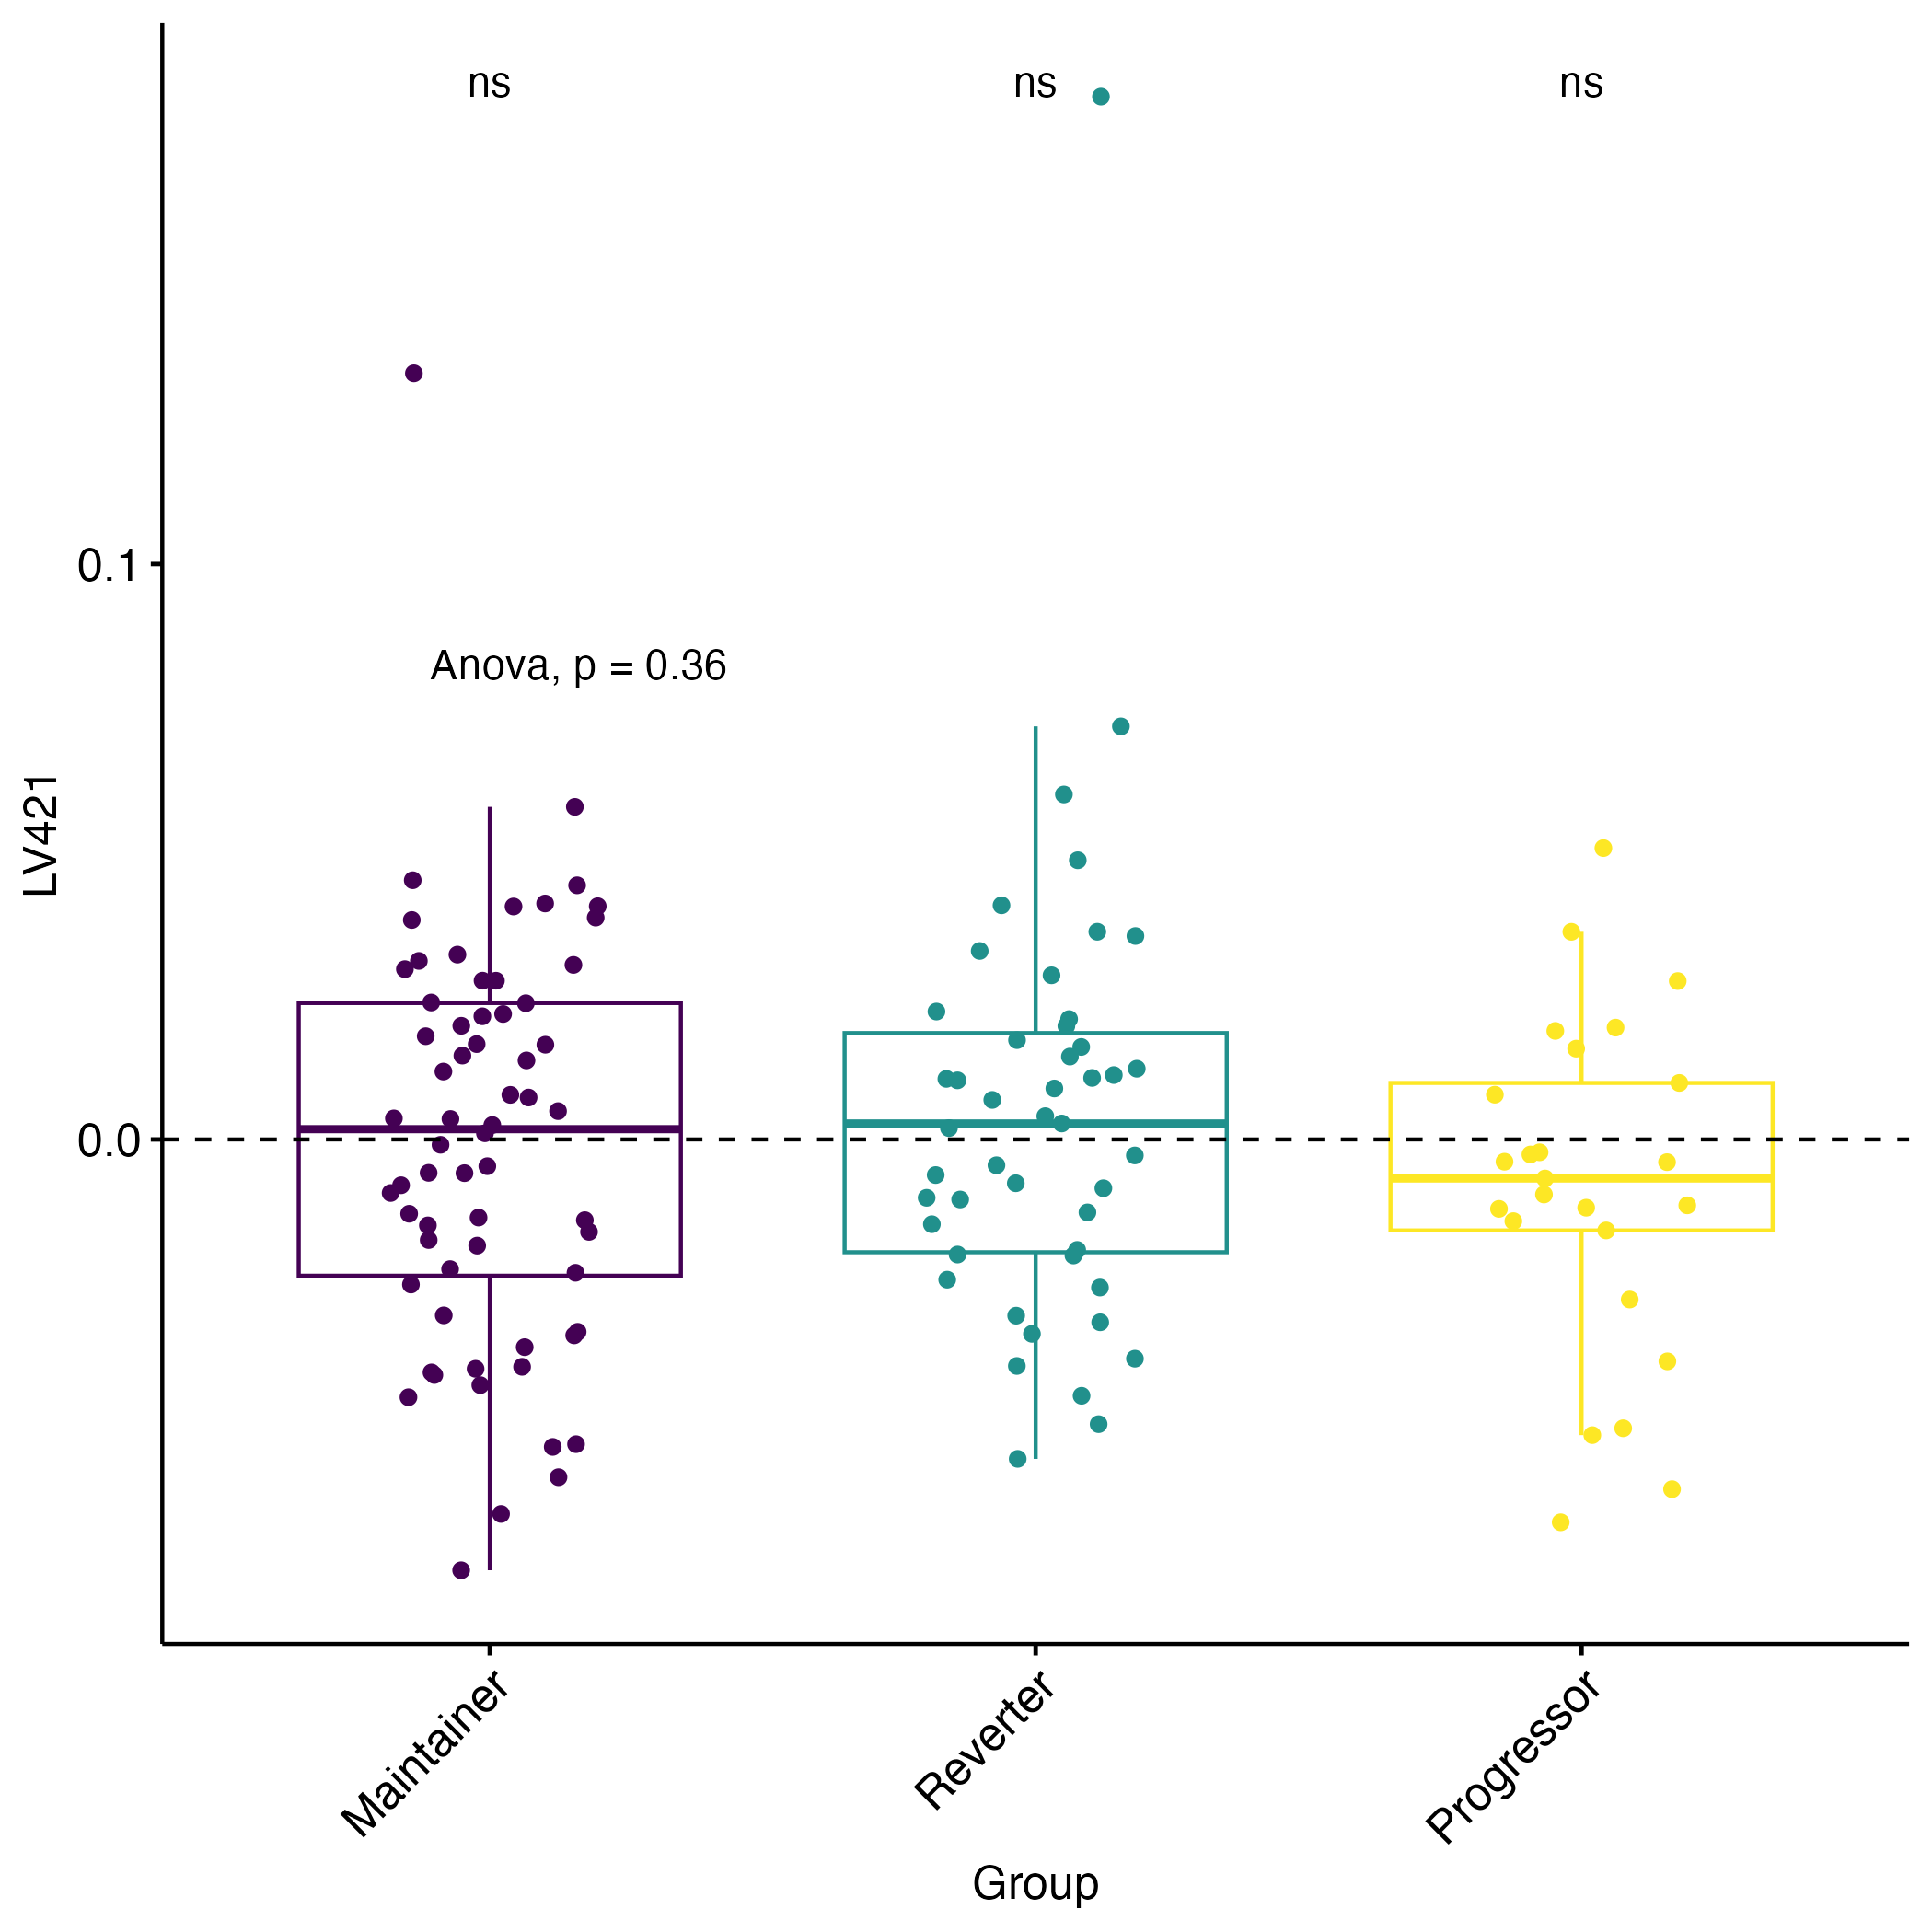 ns ns ns
0.1
Anova, p = 0.36
LV421
0.0
Maintainer
Reverter
Progressor
Group